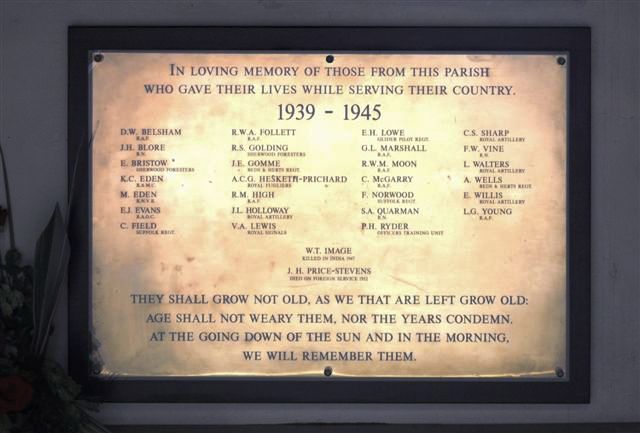 IN LOVING MEMORY OF THOSE FROM THIS PARISH
WHO GAVE THEIR LIVES WHILE SERVING THEIR COUNTRY.
1939 - 1945
D.W. BELSHAM
R.A.F.
J.H. BLORE
R.N.
E. BRISTOW
SHERWOOD FORESTERS
K.C. EDEN
R.A.M.C.
M. EDEN
R.N.V.R.
E.J. EVANS
R.A.O.C.
C. FIELD
SUFFOLK REGT.
R.W.A. FOLLETT
R.A.F.
R.S. GOLDING
SHERWOOD FORESTERS
J.E. GOMME
BEDS & HERTS REGT.
A.C.G. HESKETH-PRICHARD
ROYAL FUSILIERS
R.M. HIGH
R.A.F.
J.L. HOLLOWAY
ROYAL ARTILLERY
V.A. LEWIS
ROYAL SIGNALS
E.H. LOWE
GLIDER PILOT REGT.
G.L. MARSHALL
R.A.F.
R.W.M. MOON
R.A.F.
C. McGARRY
R.A.F.
F. NORWOOD
SUFFOLK REGT.
S.A. QUARMAN
R.N.
P.H. RYDER
OFFICERS TRAINING UNIT
C.S. SHARP
ROYAL ARTILLERY
F.W. VINE
R.N.
L. WALTERS
ROYAL ARTILLERY
A. WELLS
BEDS & HERTS REGT.
E. WILLIS
ROYAL ARTILLERY
L.G. YOUNG
R.A.F.
W.T. IMAGE
KILLED IN INDIA 1947
J. H. PRICE-STEVENS
DIED ON FOREIGN SERVICE 1952
THEY SHALL GROW NOT OLD, AS WE THAT ARE LEFT GROW OLD:
AGE SHALL NOT WEARY THEM, NOR THE YEARS CONDEMN.
AT THE GOING DOWN OF THE SUN AND IN THE MORNING,
WE WILL REMEMBER THEM.